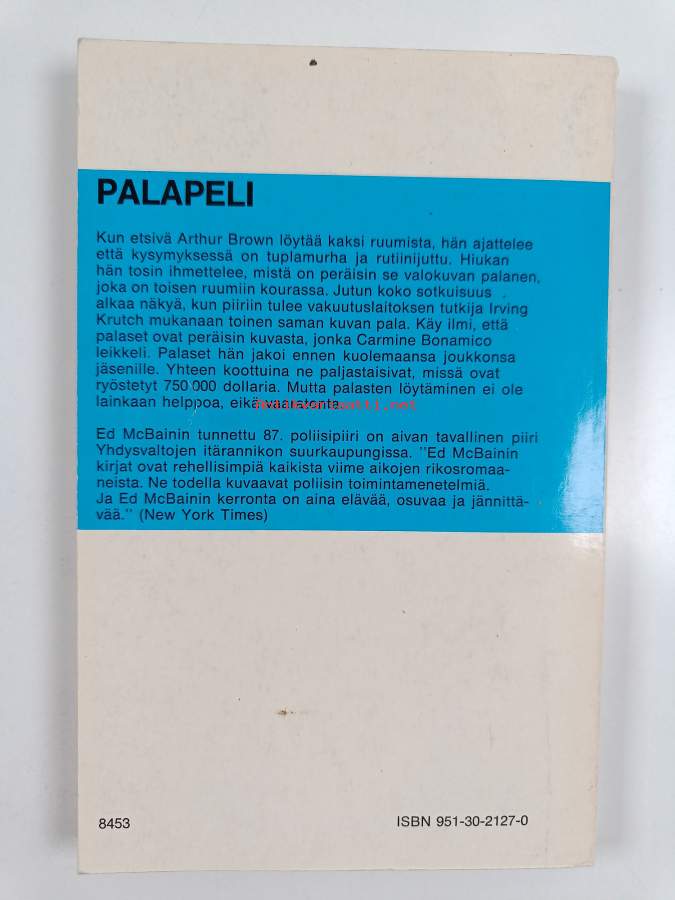 PALAPELI
Kun etsivä Arthur Brown löytää kaksi ruumista, hän ajattelee
että kysymyksessä on tuplamurha ja rutiinijuttu. Hiukan
hän tosin ihmettelee, mistä on peräisin se valokuvan palanen,
joka on toisen ruumiin kourassa. Jutun koko sotkuisuus
alkaa näkyä, kun piiriin tulee vakuutuslaitoksen tutkija Irving
Krutch mukanaan toinen saman kuvan pala. Käy ilmi, että
palaset ovat peräisin kuvasta, jonka Carmine Bonamico
leikkeli. Palaset hän jakoi ennen kuolemaansa joukkonsa
jäsenille. Yhteen koottuina ne paljastaisivat, missä ovat
ryöstetyt 750 000 dollaria. Mutta palasten löytäminen ei ole
lainkaan helppoa, eikä vaaratonta.
Ed McBainin tunnettu 87. poliisipiiri on aivan tavallinen piiri
Yhdysvaltojen itärannikon suurkaupungissa. "Ed McBainin
kirjat ovat rehellisimpiä kaikista viime aikojen rikosromaa-
neista. Ne todella kuvaavat poliisin toimintamenetelmiä.
Ja Ed McBainin kerronta on aina elävää, osuvaa ja jännittä-
vää." (New York Times)
8453
ISBN 951-30-2127-0